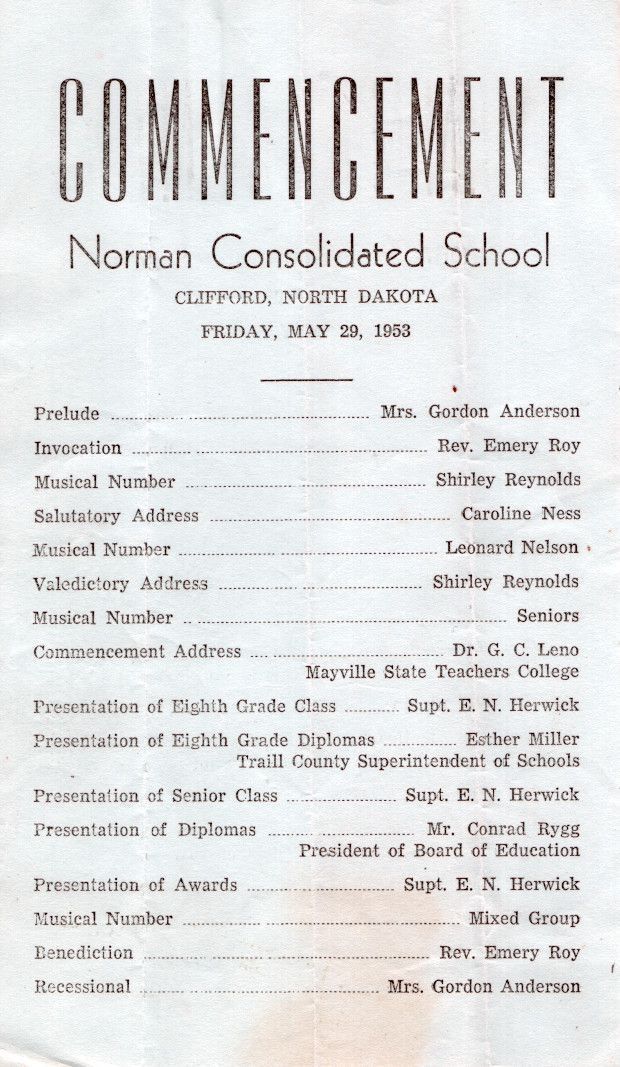 COMMENCEMENT
Norman Consolidated School
CLIFFORD, NORTH DAKOTA
FRIDAY, MAY 29, 1953
Prelude ........................ Mrs. Gordon Anderson
Invocation ........................ Rev. Emery Roy
Musical Number ........................ Shirley Reynolds
Salutatory Address ........................ Caroline Ness
Musical Number ........................ Leonard Nelson
Valedictory Address ........................ Shirley Reynolds
Musical Number ........................ Seniors
Commencement Address ........................ Dr. G. C. Leno
Mayville State Teachers College
Presentation of Eighth Grade Class ............ Supt. E. N. Herwick
Presentation of Eighth Grade Diplomas ............ Esther Miller
Traill County Superintendent of Schools
Presentation of Senior Class ........................ Supt. E. N. Herwick
Presentation of Diplomas ........................ Mr. Conrad Rygg
President of Board of Education
Presentation of Awards ........................ Supt. E. N. Herwick
Musical Number ........................ Mixed Group
Benediction ........................ Rev. Emery Roy
Recessional ........................ Mrs. Gordon Anderson